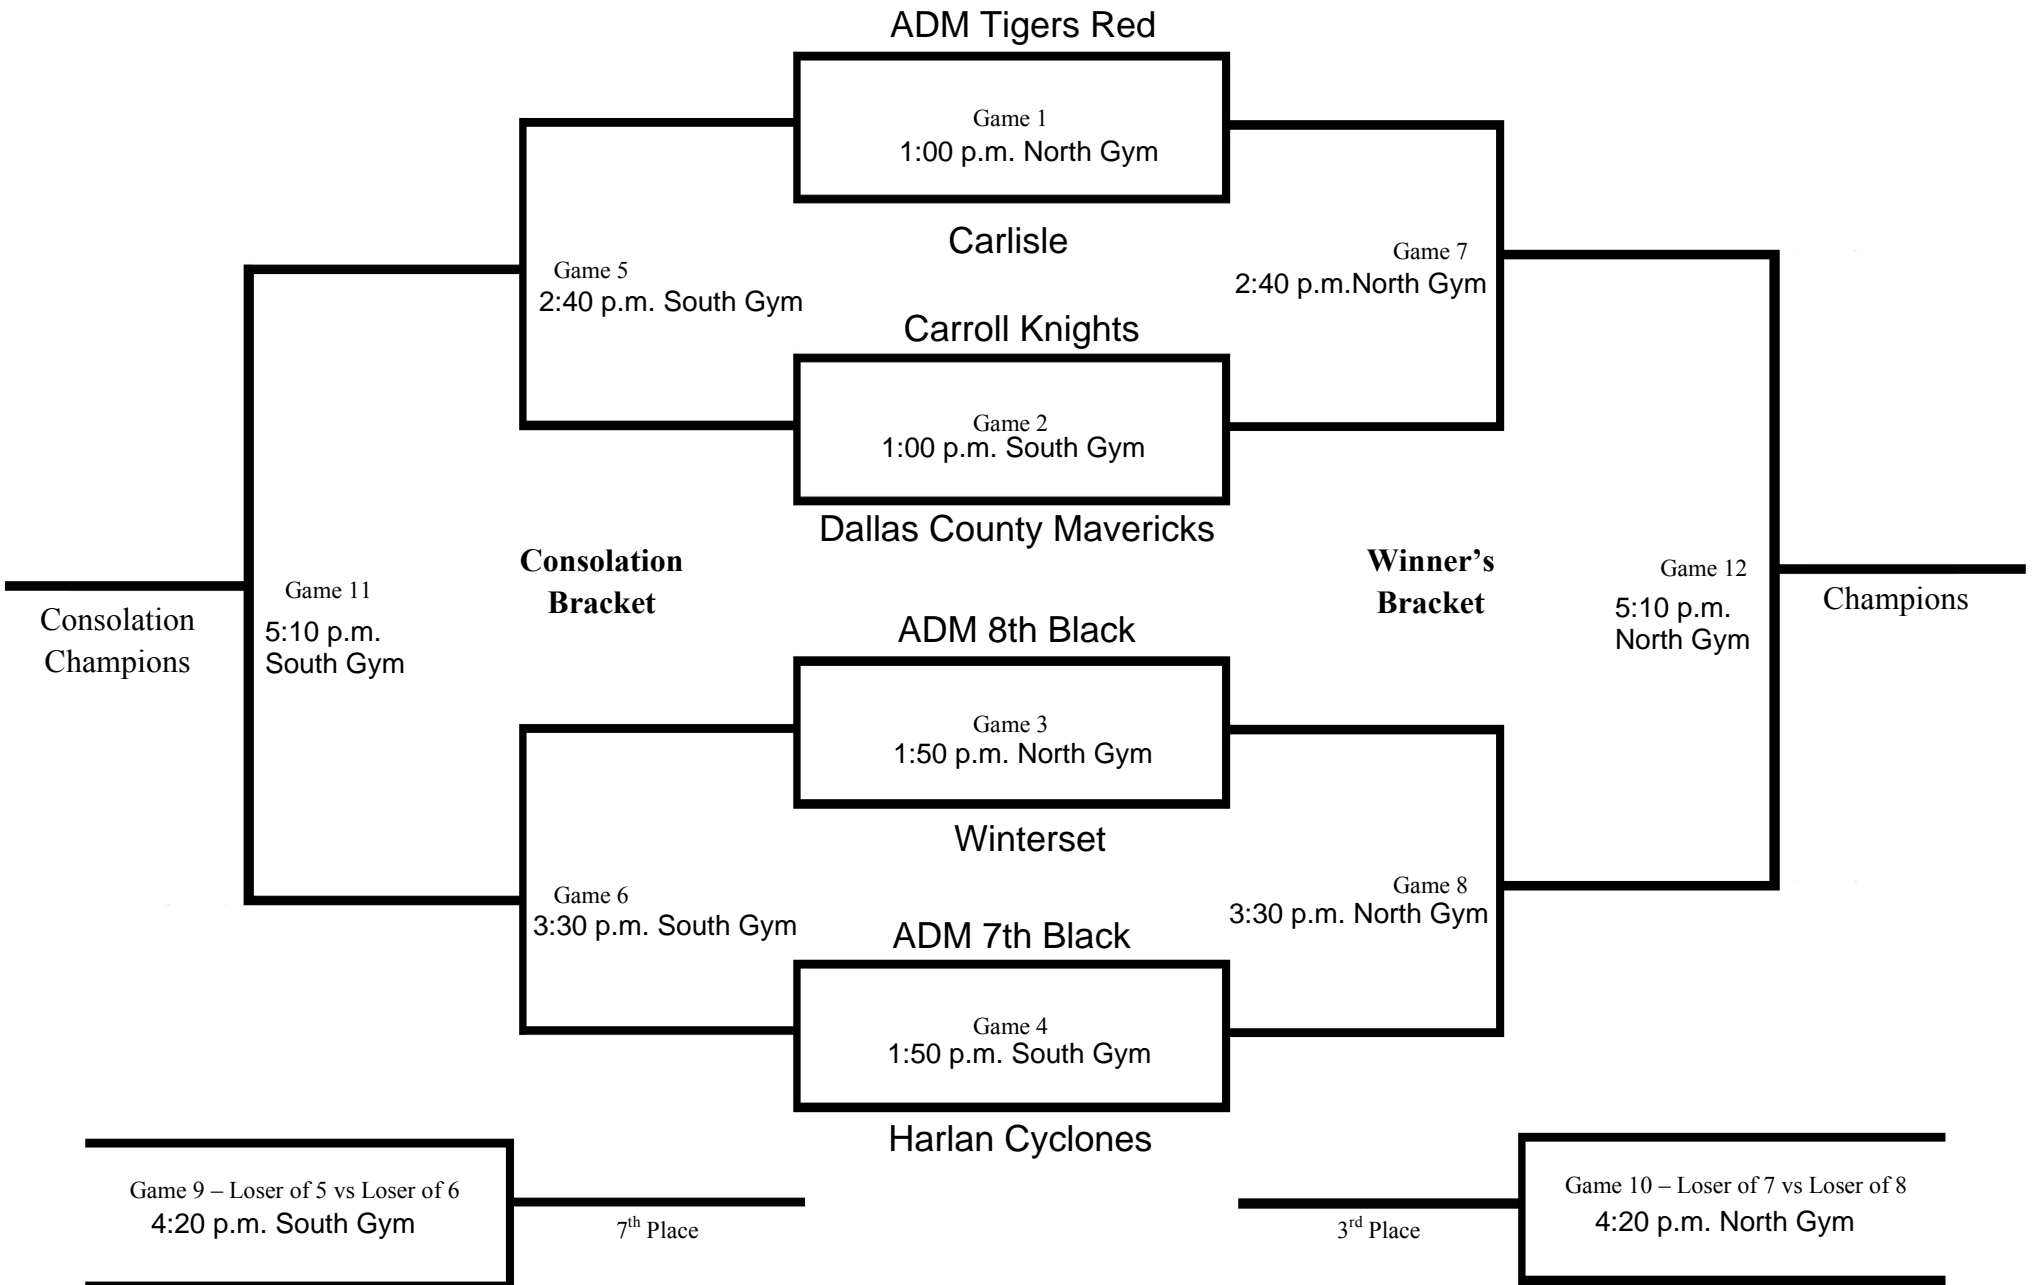 ADM Tigers Red
Game 1
1:00 p.m. North Gym
Carlisle
Game 5
2:40 p.m. South Gym
Game 7
2:40 p.m.North Gym
Carroll Knights
Game 2
1:00 p.m. South Gym
Dallas County Mavericks
Consolation
Bracket
Winner’s
Bracket
Game 11
5:10 p.m.
South Gym
Consolation
Champions
Game 12
5:10 p.m.
North Gym
Champions
ADM 8th Black
Game 3
1:50 p.m. North Gym
Winterset
Game 6
3:30 p.m. South Gym
Game 8
3:30 p.m. North Gym
ADM 7th Black
Game 4
1:50 p.m. South Gym
Harlan Cyclones
Game 9 – Loser of 5 vs Loser of 6
4:20 p.m. South Gym
7th Place
3rd Place
Game 10 – Loser of 7 vs Loser of 8
4:20 p.m. North Gym